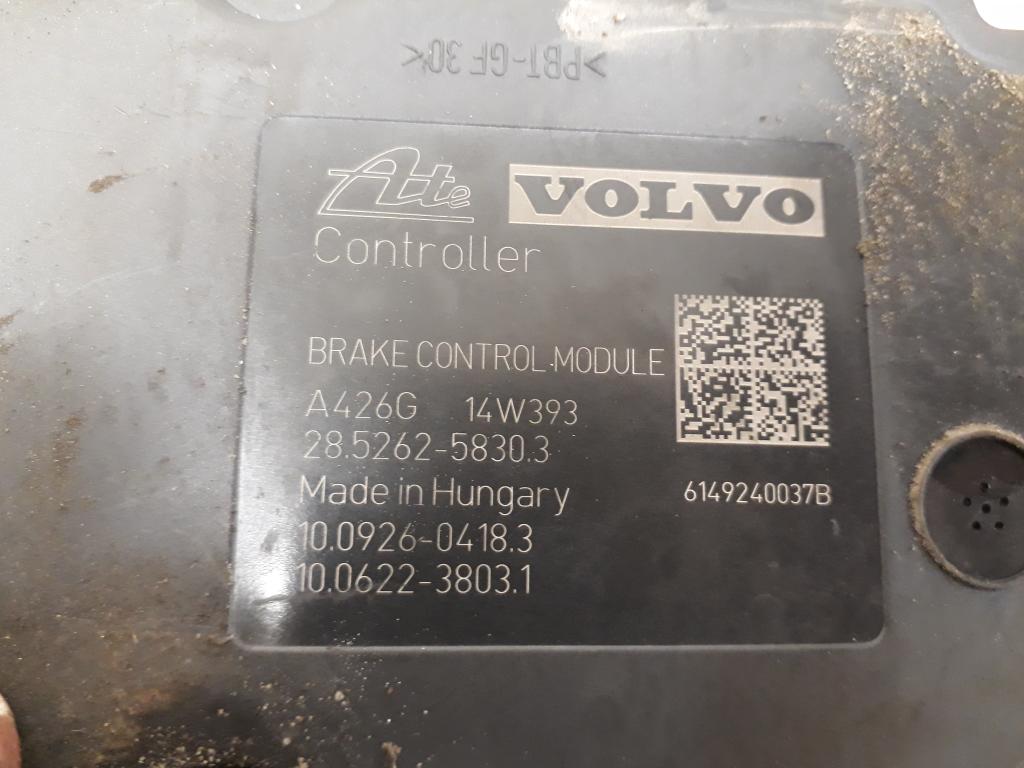 >PBT-GF 30<
Ate VOLVO
Controller
BRAKE CONTROL MODULE
A426G 14W393
28.5262-5830.3
Made in Hungary 6149240037B
10.0926-0418.3
10.0622-3803.1